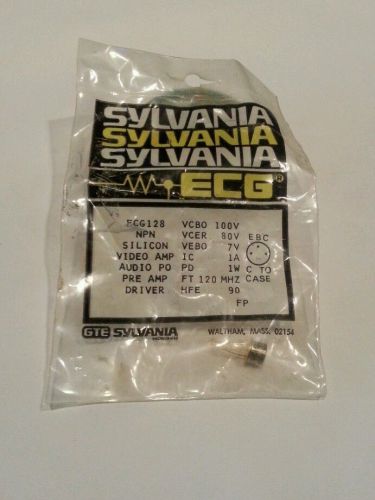 SYLVANIA
SYLVANIA
SYLVANIA
ECG®
ECG128 VCBO 100V
NPN VCER 80V
SILICON VEBO 7V
VIDEO AMP IC 1A
AUDIO PO PD 1W
PRE AMP FT 120 MHZ
DRIVER HFE 90
FP
EBC
C TO
CASE
GTE SYLVANIA
WALTHAM, MASS. 02154